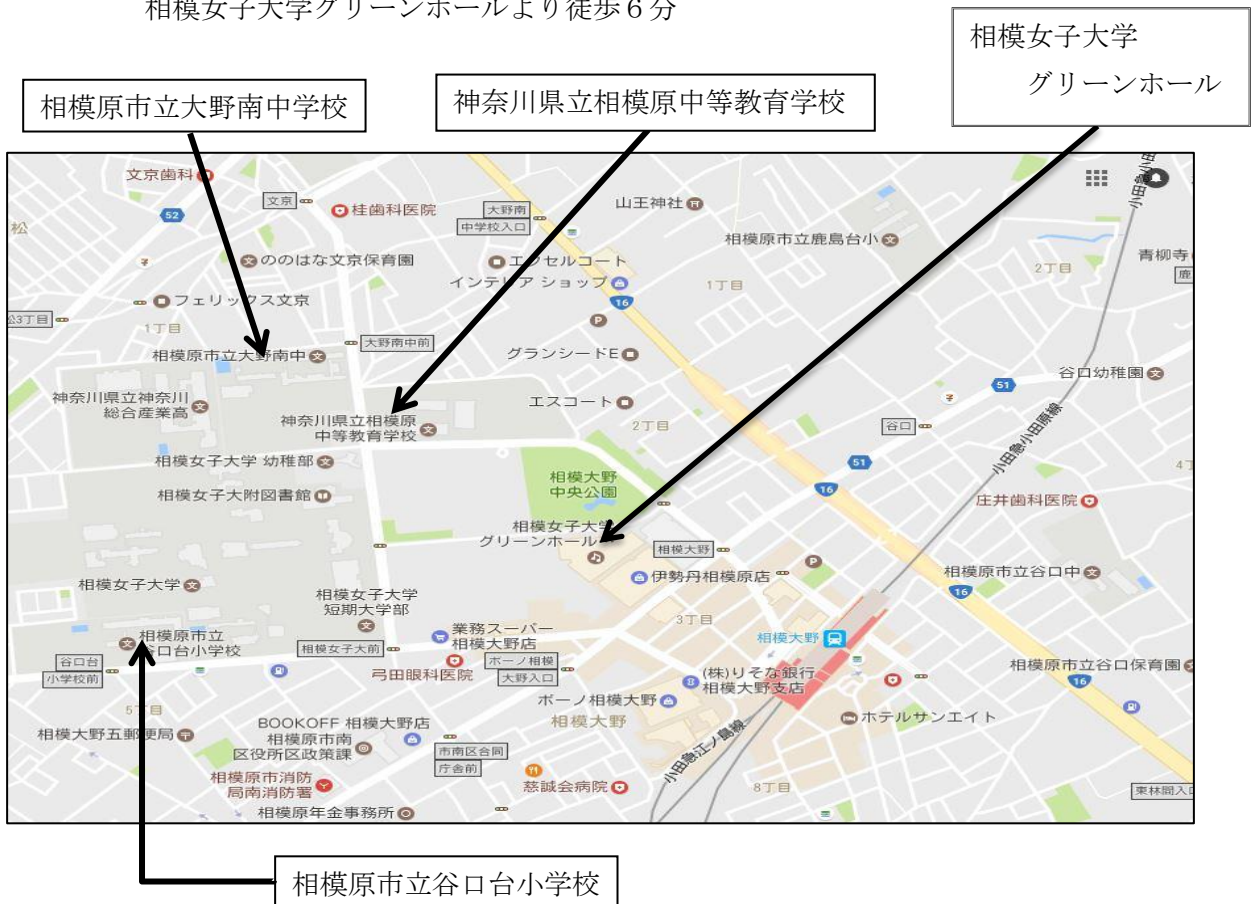 相模女子大学グリーンホールより徒歩6分
相模女子大学
グリーンホール
相模原市立大野南中学校
神奈川県立相模原中等教育学校
文京歯科
文京
52
桂歯科医院
大野南
中学校入口
山王神社
相模原市立鹿島台小
小田急小
青柳寺
鹿
松
ののはな文京保育園
エクセルコート
インテリア ショップ
1丁目
2丁目
16
フェリックス文京
公3丁目
1丁目
大野南中前
相模原市立大野南中
グランシードE
谷口幼稚園
51
神奈川県立神奈川
総合産業高
神奈川県立相模原
中等教育学校
エスコート
2丁目
谷口
小田急小田原線
相模女子大学 幼稚部
51
4丁
相模女子大附図書館
相模大野
中央公園
16
庄井歯科医院
相模女子大学
グリーンホール
相模大野
伊勢丹相模原店
相模原市立谷口中
16
相模女子大学
相模女子大学
短期大学部
3丁目
相模原市立
谷口台小学校
相模女子大前
業務スーパー
相模大野店
相模大野
谷口台
小学校前
弓田眼科医院
ボーノ相模
大野入口
(株)りそな銀行
相模大野支店
相模原市立谷口保育園
16
5丁目
ボーノ相模大野
相模大野
ホテルサンエイト
相模大野五郵便局
BOOKOFF 相模大野店
相模原市南
区役所区政策課
市南区合同
庁舎前
小田急江ノ島線
相模原市消防
局南消防署
慈誠会病院
8丁目
東林間入口
相模原年金事務所
相模原市立谷口台小学校